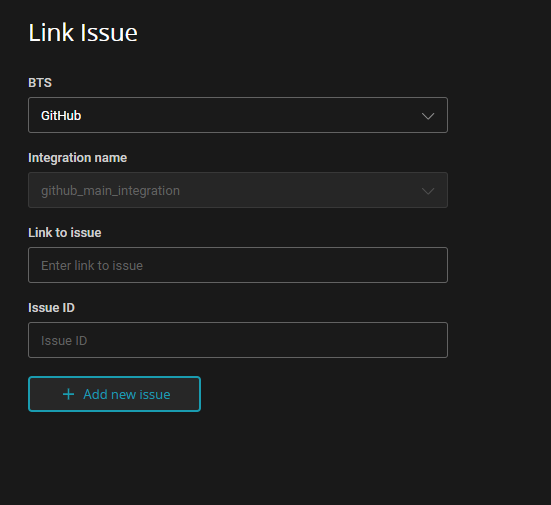 Link Issue
BTS
GitHub
Integration name
github_main_integration
Link to issue
Enter link to issue
Issue ID
Issue ID
+ Add new issue